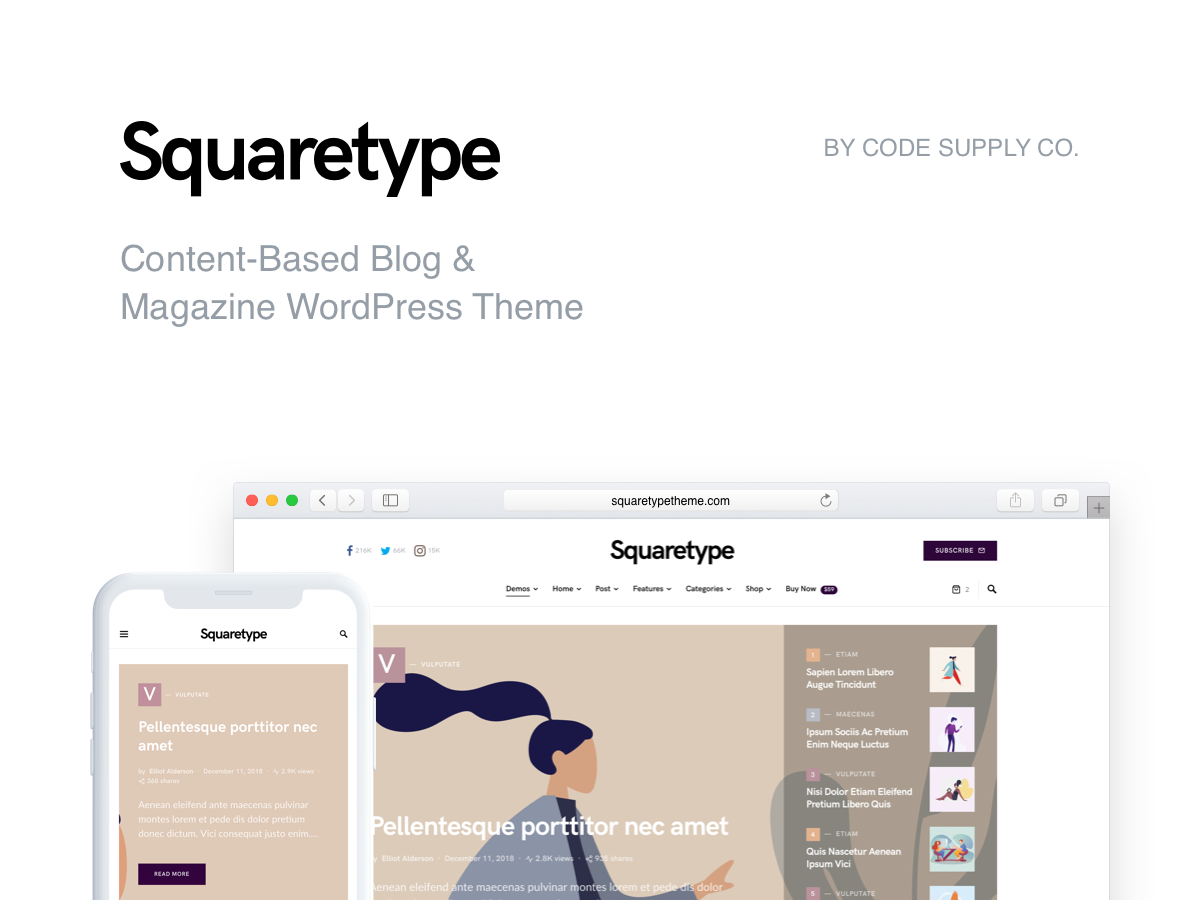 Squaretype
BY CODE SUPPLY CO.
Content-Based Blog &
Magazine WordPress Theme
squaretypetheme.com
216K
66K
15K
Squaretype
SUBSCRIBE
Demos
Home
Post
Features
Categories
Shop
Buy Now
$59
2
V
VULPUTATE
Pellentesque porttitor nec amet
Elliot Alderson · December 11, 2018 · 2.8K views · 938 shares
Aenean eleifend ante maecenas pulvinar montes lorem et pede dis dolor
1 — ETIAM
Sapien Lorem Libero
Augue Tincidunt
2 — MAECENAS
Ipsum Sociis Ac Pretium
Enim Neque Luctus
3 — VULPUTATE
Nisi Dolor Etiam Eleifend
Pretium Libero Quis
4 — ETIAM
Quis Nascetur Aenean
Ipsum Vici
5 — VULPUTATE
Squaretype
V — VULPUTATE
Pellentesque porttitor nec
amet
by Elliot Alderson · December 11, 2018 · 2.9K views ·
568 shares
Aenean eleifend ante maecenas pulvinar
montes lorem et pede dis dolor pretium
donec dictum. Vici consequat justo enim....
READ MORE